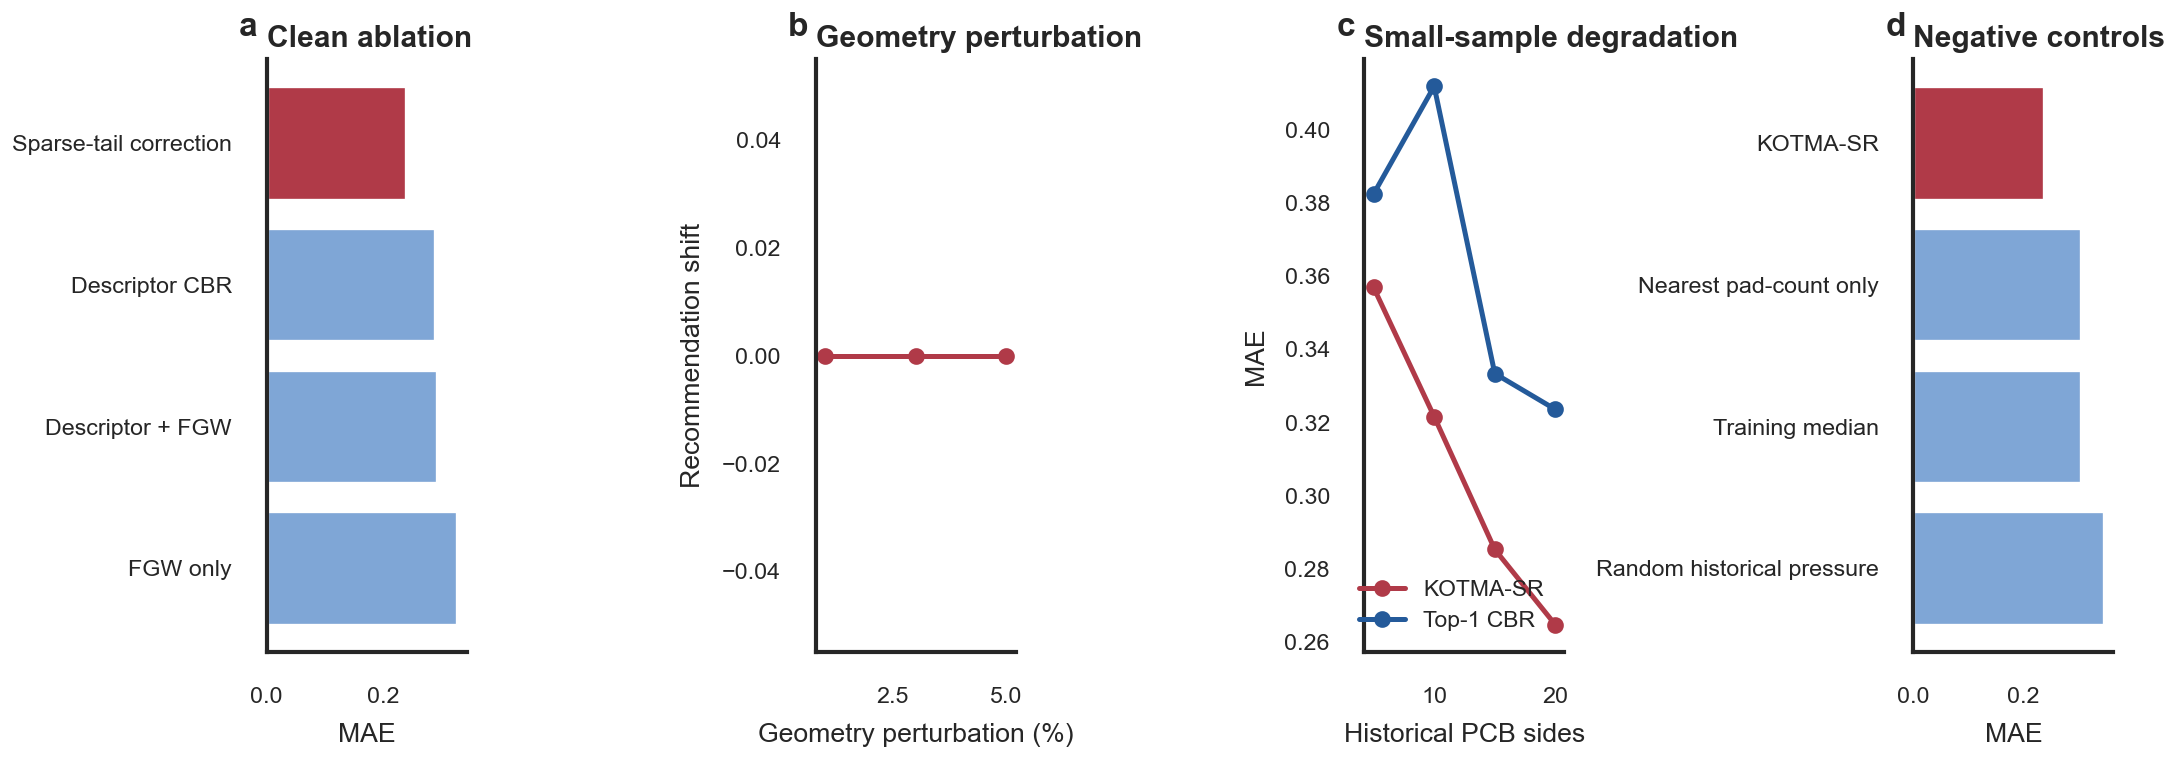 a Clean ablation
Sparse-tail correction
Descriptor CBR
Descriptor + FGW
FGW only
0.0 0.2
MAE
b Geometry perturbation
Recommendation shift
0.04
0.02
0.00
−0.02
−0.04
2.5 5.0
Geometry perturbation (%)
c Small-sample degradation
MAE
0.40
0.38
0.36
0.34
0.32
0.30
0.28
0.26
KOTMA-SR
Top-1 CBR
10 20
Historical PCB sides
d Negative controls
KOTMA-SR
Nearest pad-count only
Training median
Random historical pressure
0.0 0.2
MAE